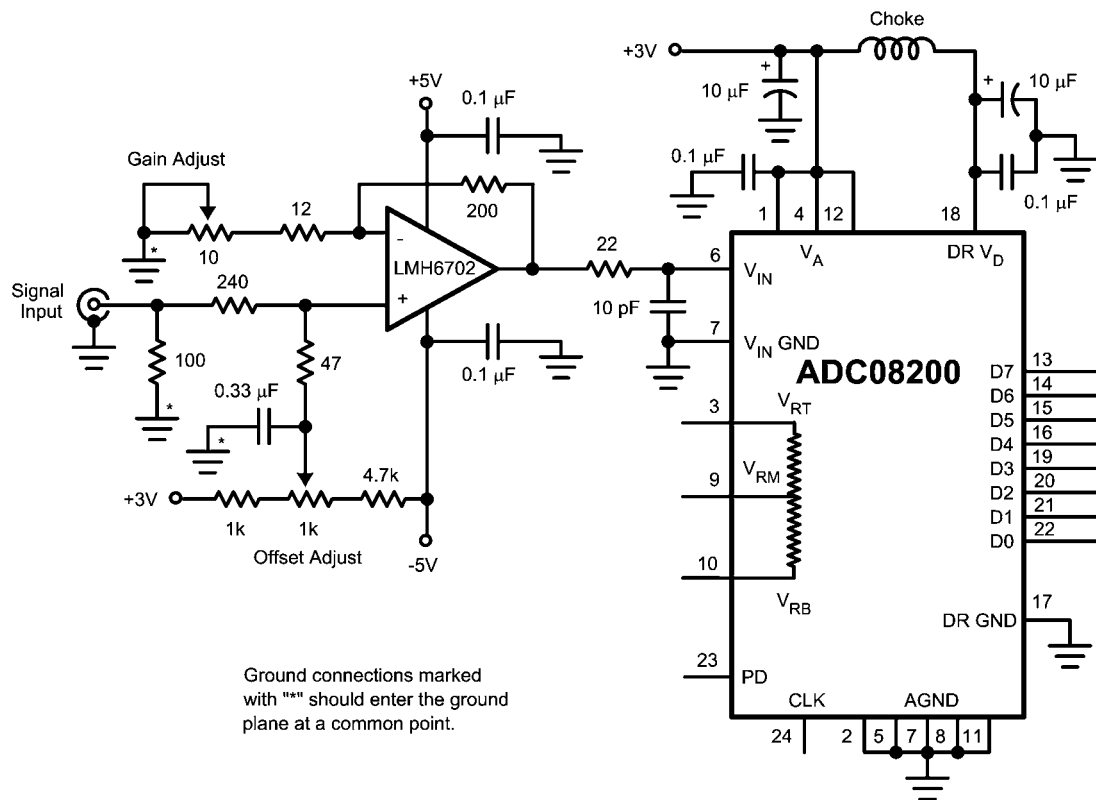 Choke
+3V
+
10 µF
+
10 µF
+5V
0.1 µF
0.1 µF
0.1 µF
Gain Adjust
200
1
4
12
18
12
V_A
DR V_D
10
*
-
LMH6702
+
22
6
V_IN
Signal
Input
240
10 pF
7
V_IN GND
100
47
0.1 µF
ADC08200
D7
13
D6
14
D5
15
D4
16
D3
19
D2
20
D1
21
D0
22
0.33 µF
*
*
3
V_RT
V_RM
9
4.7k
+3V
1k
1k
Offset Adjust
-5V
10
V_RB
DR GND
17
23
PD
Ground connections marked
with "*" should enter the ground
plane at a common point.
CLK
AGND
24
2
5
7
8
11